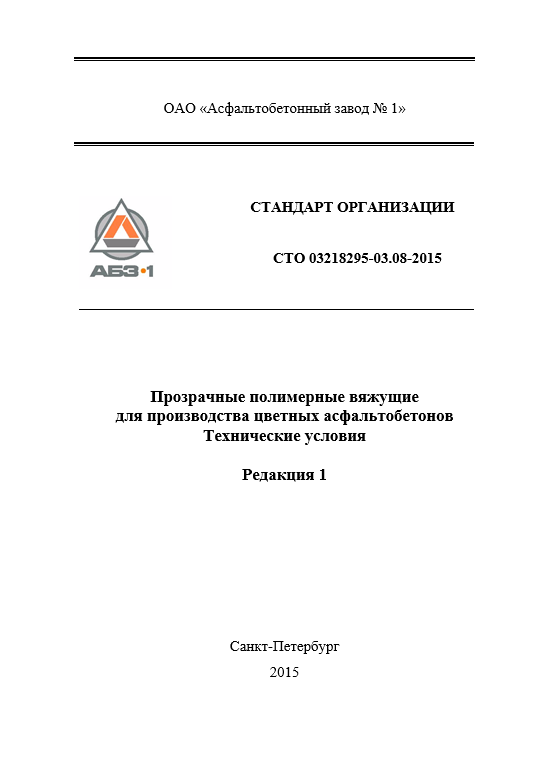 ОАО «Асфальтобетонный завод № 1»
АБЗ•1
СТАНДАРТ ОРГАНИЗАЦИИ
СТО 03218295-03.08-2015
Прозрачные полимерные вяжущие
для производства цветных асфальтобетонов
Технические условия
Редакция 1
Санкт-Петербург
2015